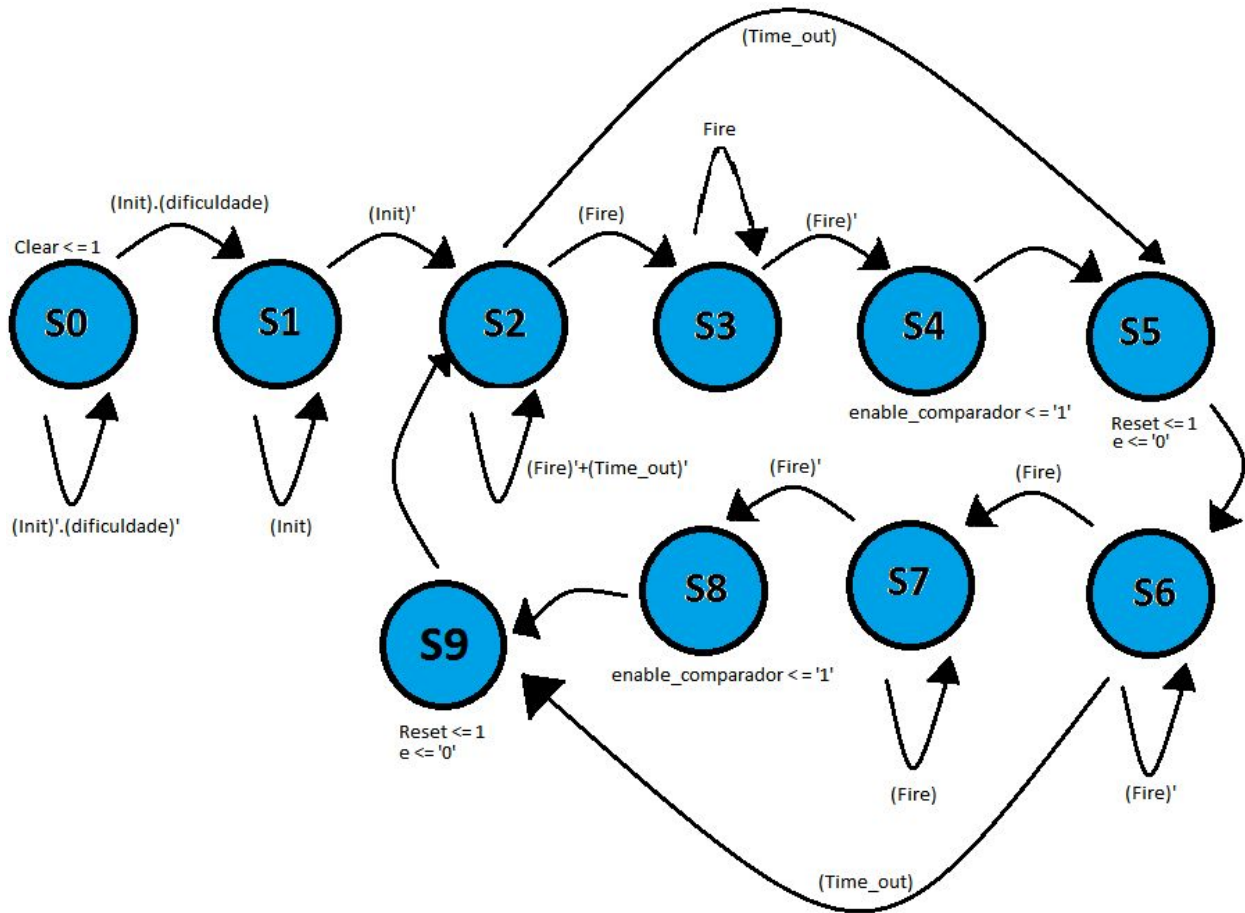 (Time_out)
Fire
(Init).(dificuldade)
(Init)'
(Fire)
(Fire)'
Clear <= 1
S0
S1
S2
S3
S4
S5
enable_comparador <= '1'
Reset <= 1
e <= '0'
(Init)'.(dificuldade)'
(Init)
(Fire)'+(Time_out)'
(Fire)'
(Fire)
S9
S8
S7
S6
enable_comparador <= '1'
Reset <= 1
e <= '0'
(Fire)
(Fire)'
(Time_out)